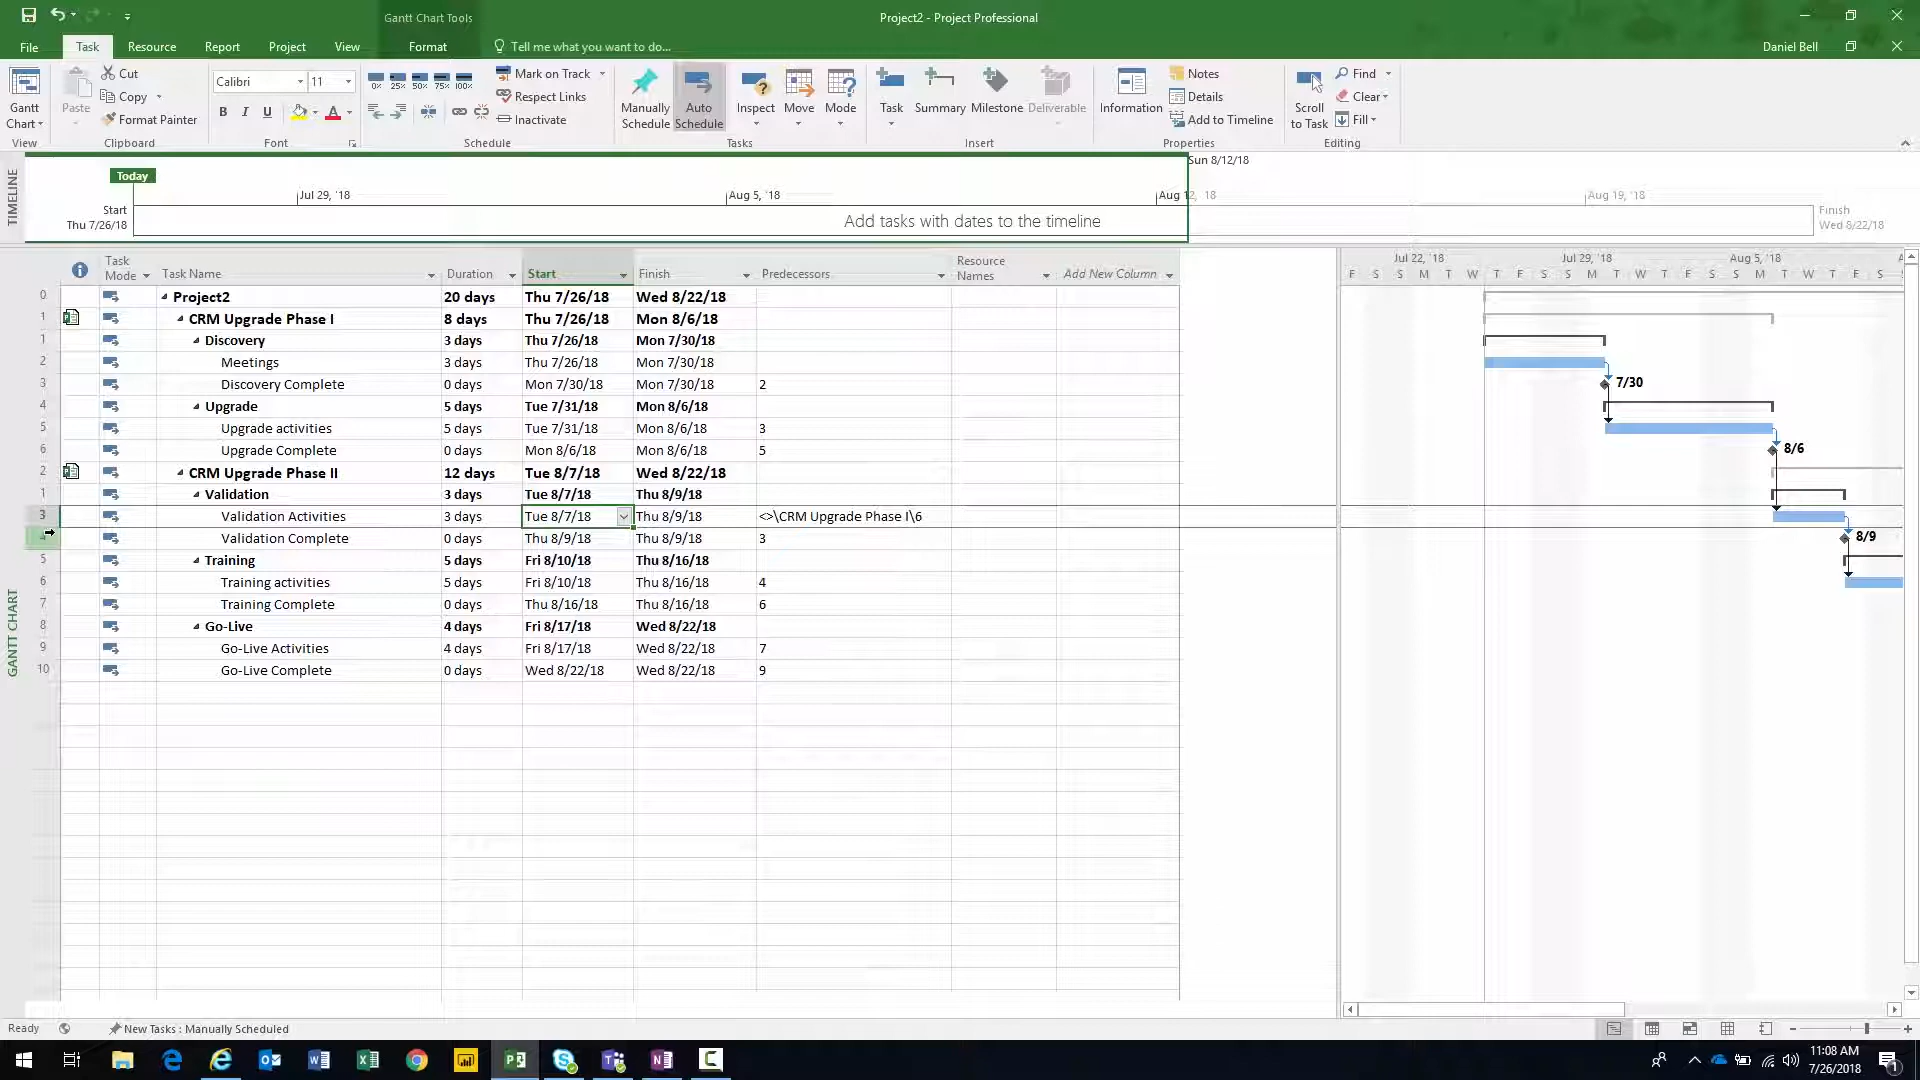 Gantt Chart Tools
Project2 - Project Professional
File Task Resource Report Project View Format Tell me what you want to do... Daniel Bell
Gantt Chart
View
Paste
Cut
Copy
Format Painter
Clipboard
Calibri 11
B I U A
Font
0% 25% 50% 75% 100%
Mark on Track
Respect Links
Inactivate
Schedule
Manually Schedule
Auto Schedule
Inspect
Move
Mode
Tasks
Task
Summary
Milestone
Deliverable
Insert
Information
Notes
Details
Add to Timeline
Properties
Scroll to Task
Find
Clear
Fill
Editing
TIMELINE
Sun 8/12/18
Today
Jul 29, '18 Aug 5, '18 Aug 12, '18 Aug 19, '18
Start
Thu 7/26/18
Add tasks with dates to the timeline
Finish
Wed 8/22/18
GANTT CHART
Task Mode Task Name Duration Start Finish Predecessors Resource Names Add New Column
Jul 22, '18 Jul 29, '18 Aug 5, '18
F S S M T W T F S S M T W T F S S M T W T F S
0 Project2 20 days Thu 7/26/18 Wed 8/22/18
1 CRM Upgrade Phase I 8 days Thu 7/26/18 Mon 8/6/18
1 Discovery 3 days Thu 7/26/18 Mon 7/30/18
2 Meetings 3 days Thu 7/26/18 Mon 7/30/18
3 Discovery Complete 0 days Mon 7/30/18 Mon 7/30/18 2 7/30
4 Upgrade 5 days Tue 7/31/18 Mon 8/6/18
5 Upgrade activities 5 days Tue 7/31/18 Mon 8/6/18 3
6 Upgrade Complete 0 days Mon 8/6/18 Mon 8/6/18 5 8/6
2 CRM Upgrade Phase II 12 days Tue 8/7/18 Wed 8/22/18
1 Validation 3 days Tue 8/7/18 Thu 8/9/18
3 Validation Activities 3 days Tue 8/7/18 Thu 8/9/18 <>\CRM Upgrade Phase I\6
Validation Complete 0 days Thu 8/9/18 Thu 8/9/18 3 8/9
5 Training 5 days Fri 8/10/18 Thu 8/16/18
6 Training activities 5 days Fri 8/10/18 Thu 8/16/18 4
7 Training Complete 0 days Thu 8/16/18 Thu 8/16/18 6
8 Go-Live 4 days Fri 8/17/18 Wed 8/22/18
9 Go-Live Activities 4 days Fri 8/17/18 Wed 8/22/18 7
10 Go-Live Complete 0 days Wed 8/22/18 Wed 8/22/18 9
Ready New Tasks : Manually Scheduled
11:08 AM
7/26/2018